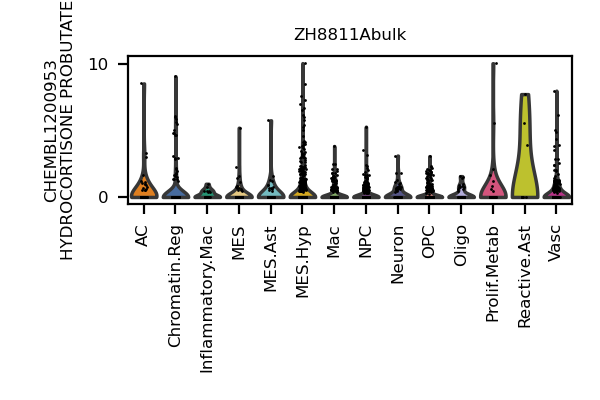 ZH8811Abulk
CHEMBL1200953
HYDROCORTISONE PROBUTATE
10
0
AC
Chromatin.Reg
Inflammatory.Mac
MES
MES.Ast
MES.Hyp
Mac
NPC
Neuron
OPC
Oligo
Prolif.Metab
Reactive.Ast
Vasc